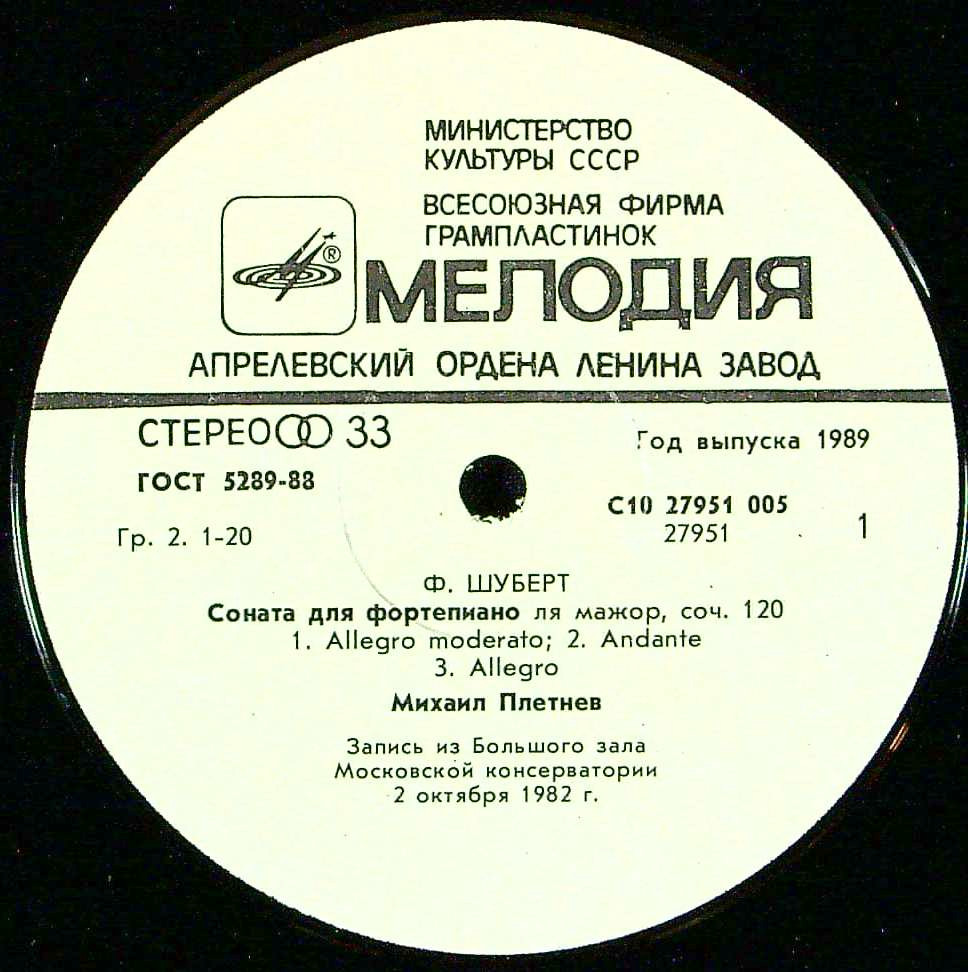 МИНИСТЕРСТВО
КУЛЬТУРЫ СССР
ВСЕСОЮЗНАЯ ФИРМА
ГРАМПЛАСТИНОК
®
МЕЛОДИЯ
АПРЕЛЕВСКИЙ ОРДЕНА ЛЕНИНА ЗАВОД
СТЕРЕО 33
Год выпуска 1989
ГОСТ 5289-88
С10 27951 005
Гр. 2. 1-20
27951
1
Ф. ШУБЕРТ
Соната для фортепиано ля мажор, соч. 120
1. Allegro moderato; 2. Andante
3. Allegro
Михаил Плетнев
Запись из Большого зала
Московской консерватории
2 октября 1982 г.